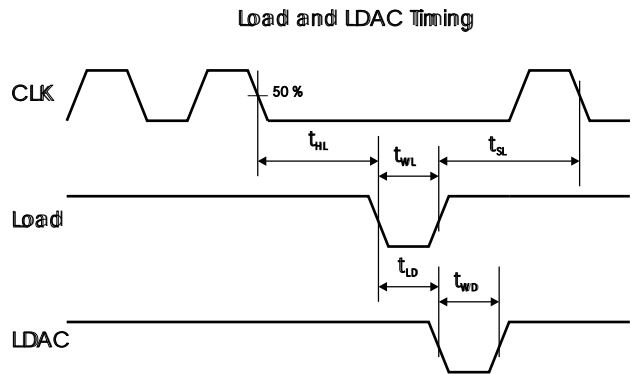 Load and LDAC Timing
CLK
50 %
tHL
tWL
tSL
Load
tLD
tWD
LDAC